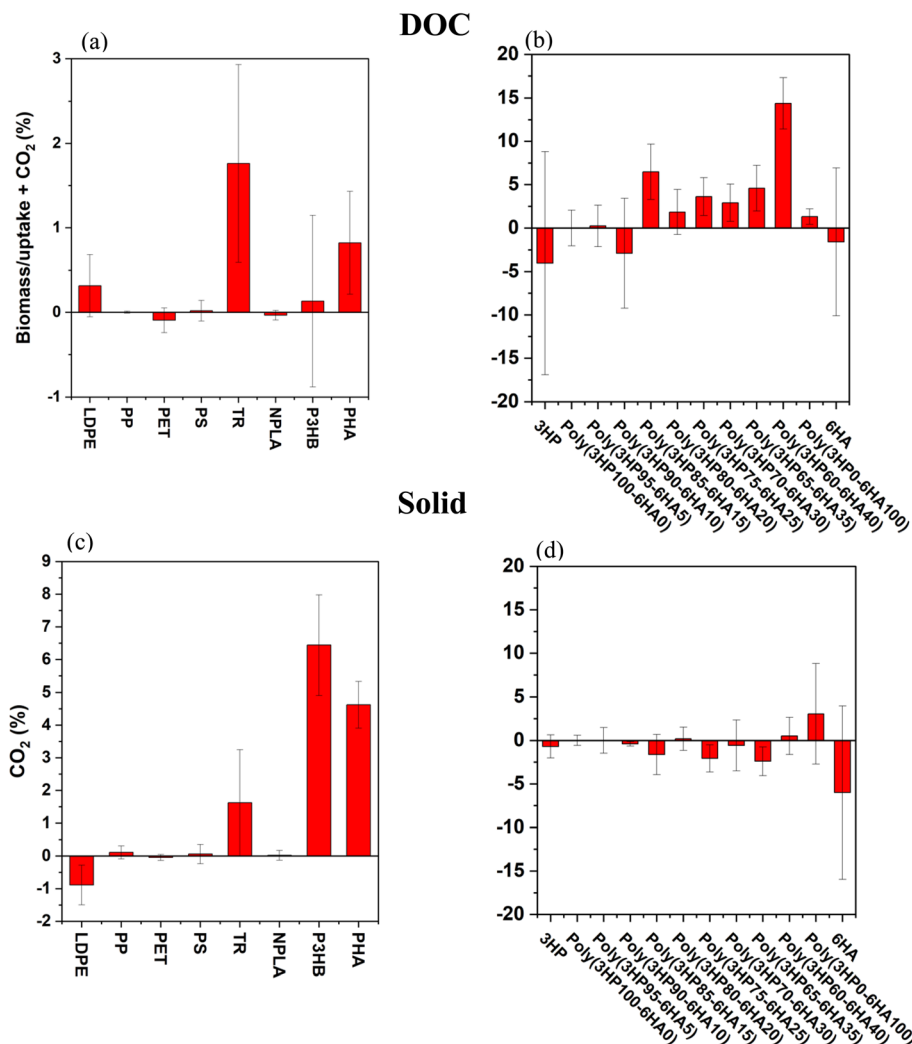 DOC
(a)
Biomass/uptake + CO₂ (%)
3
2
1
0
-1
LDPE
PP
PET
PS
TR
NPLA
P3HB
PHA
(b)
20
15
10
5
0
-5
-10
-15
-20
3HP
Poly(3HP100-6HA0)
Poly(3HP95-6HA5)
Poly(3HP90-6HA10)
Poly(3HP85-6HA15)
Poly(3HP80-6HA20)
Poly(3HP75-6HA25)
Poly(3HP70-6HA30)
Poly(3HP65-6HA35)
Poly(3HP60-6HA40)
Poly(3HP0-6HA100)
6HA
Solid
(c)
CO₂ (%)
9
8
7
6
5
4
3
2
1
0
-1
-2
LDPE
PP
PET
PS
TR
NPLA
P3HB
PHA
(d)
20
15
10
5
0
-5
-10
-15
-20
3HP
Poly(3HP100-6HA0)
Poly(3HP95-6HA5)
Poly(3HP90-6HA10)
Poly(3HP85-6HA15)
Poly(3HP80-6HA20)
Poly(3HP75-6HA25)
Poly(3HP70-6HA30)
Poly(3HP65-6HA35)
Poly(3HP60-6HA40)
Poly(3HP0-6HA100)
6HA